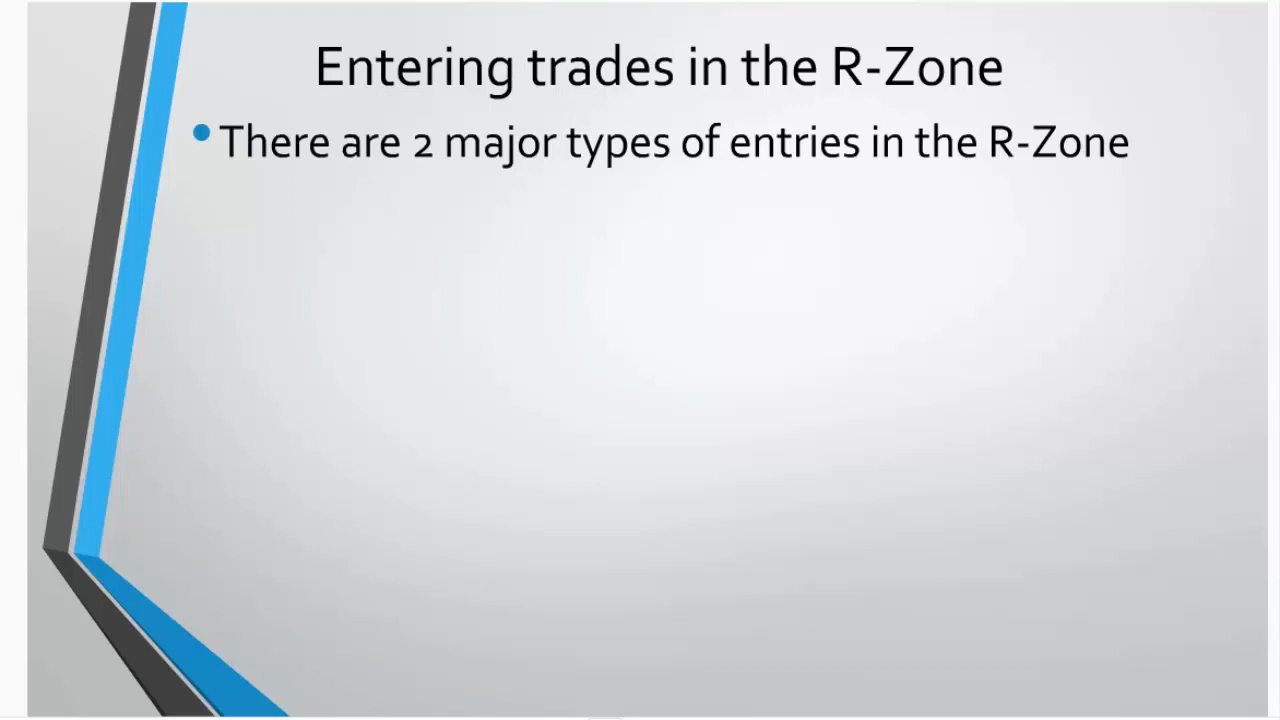 Entering trades in the R-Zone
There are 2 major types of entries in the R-Zone